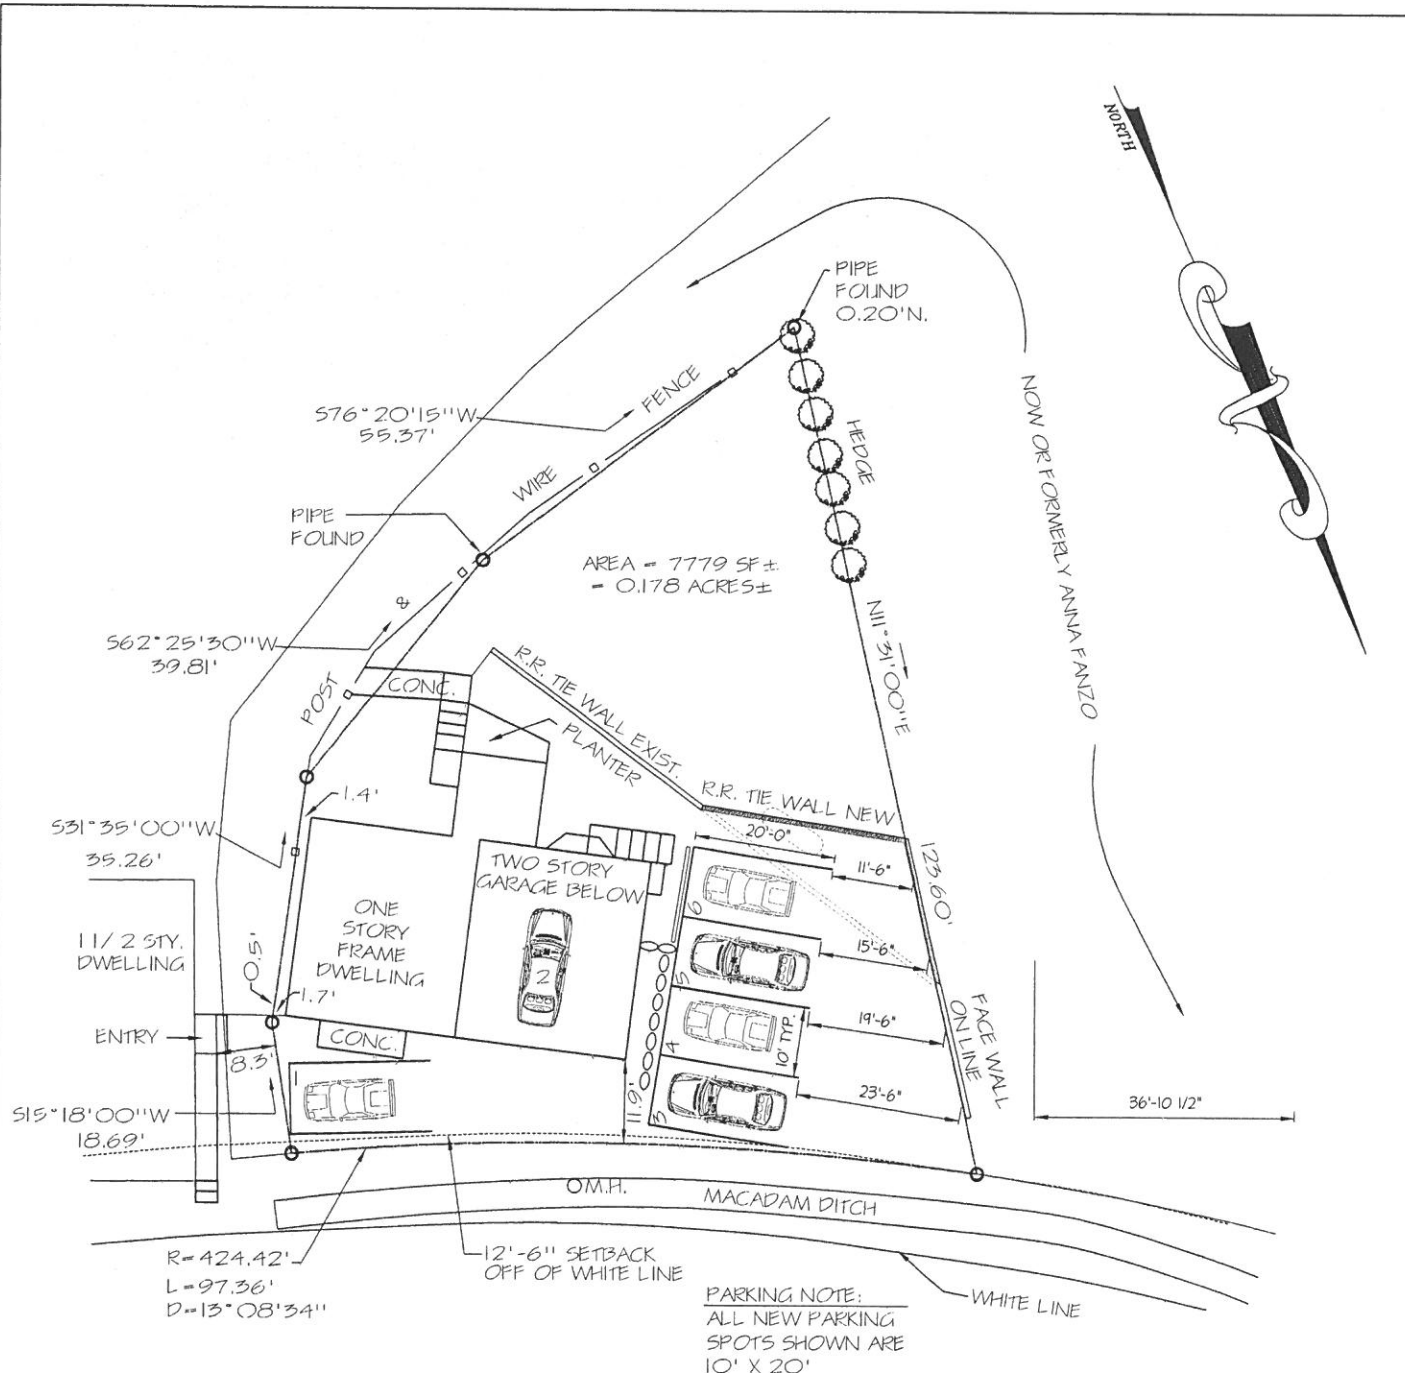 NORTH
PIPE
FOUND
0.20'N.
S76°20'15"W
55.37'
FENCE
WIRE
HEDGE
NOW OR FORMERLY ANNA FANZO
PIPE
FOUND
AREA = 7779 SF±
= 0.178 ACRES±
&
S62°25'30"W
39.81'
POST
N11°31'00"E
CONC.
R.R. TIE WALL EXIST.
PLANTER
R.R. TIE WALL NEW
1.4'
20'-0"
123.60'
S31°35'00"W
35.26'
TWO STORY
GARAGE BELOW
11'-6"
6
ONE
STORY
FRAME
DWELLING
1 1/2 STY.
DWELLING
0.5'
1.7'
2
15'-6"
5
FACE WALL
ON LINE
ENTRY
CONC.
8.3'
4
10' TYP.
19'-6"
1
11.9'
3
23'-6"
36'-10 1/2"
S15°18'00"W
18.69'
O M.H.
MACADAM DITCH
R=424.42'
L=97.36'
D=13°08'34"
12'-6" SETBACK
OFF OF WHITE LINE
WHITE LINE
PARKING NOTE:
ALL NEW PARKING
SPOTS SHOWN ARE
10' X 20'